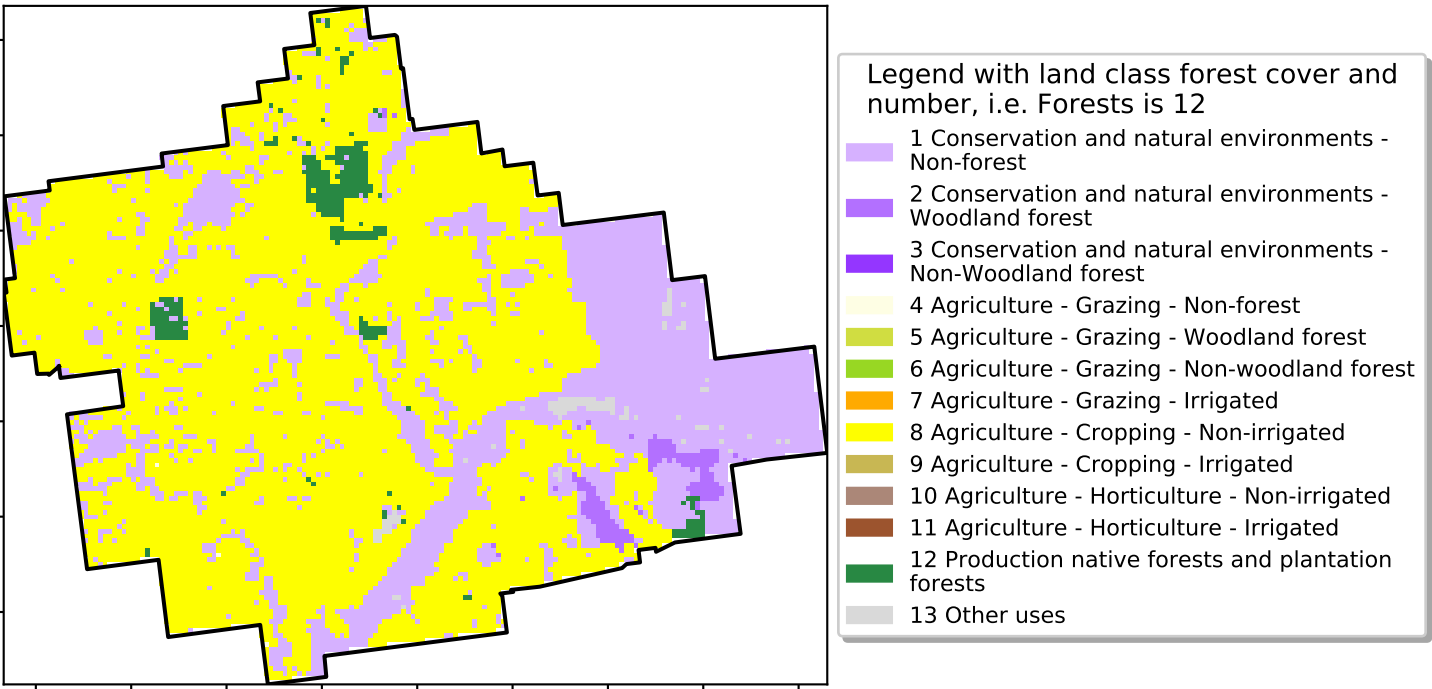 Legend with land class forest cover and
number, i.e. Forests is 12
1 Conservation and natural environments -
Non-forest
2 Conservation and natural environments -
Woodland forest
3 Conservation and natural environments -
Non-Woodland forest
4 Agriculture - Grazing - Non-forest
5 Agriculture - Grazing - Woodland forest
6 Agriculture - Grazing - Non-woodland forest
7 Agriculture - Grazing - Irrigated
8 Agriculture - Cropping - Non-irrigated
9 Agriculture - Cropping - Irrigated
10 Agriculture - Horticulture - Non-irrigated
11 Agriculture - Horticulture - Irrigated
12 Production native forests and plantation
forests
13 Other uses